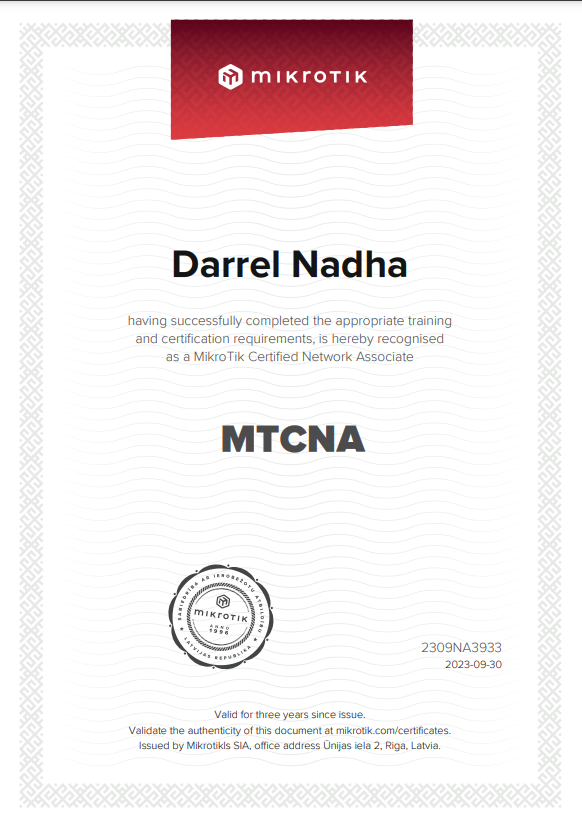 mikrotik
Darrel Nadha
having successfully completed the appropriate training
and certification requirements, is hereby recognised
as a MikroTik Certified Network Associate
MTCNA
SABIEDRĪBA AR IEROBEŽOTU ATBILDĪBU
mikrotik
ANNO
1996
★ LATVIJAS REPUBLIKA ★
2309NA3933
2023-09-30
Valid for three years since issue.
Validate the authenticity of this document at mikrotik.com/certificates.
Issued by Mikrotikls SIA, office address Ūnijas iela 2, Riga, Latvia.